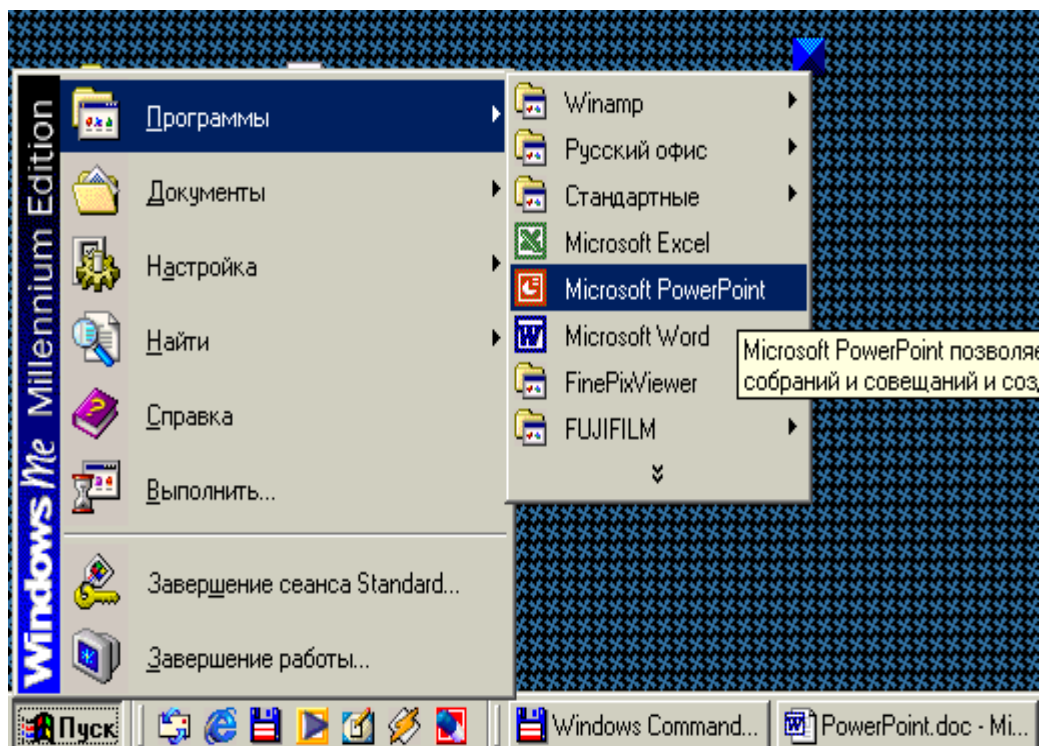 Windows Me Millennium Edition
Программы
Документы
Настройка
Найти
Справка
Выполнить...
Завершение сеанса Standard...
Завершение работы...
Winamp
Русский офис
Стандартные
Microsoft Excel
Microsoft PowerPoint
Microsoft Word
FinePixViewer
FUJIFILM
Microsoft PowerPoint позволяе
собраний и совещаний и соз
Пуск
Windows Command...
PowerPoint.doc - Mi...